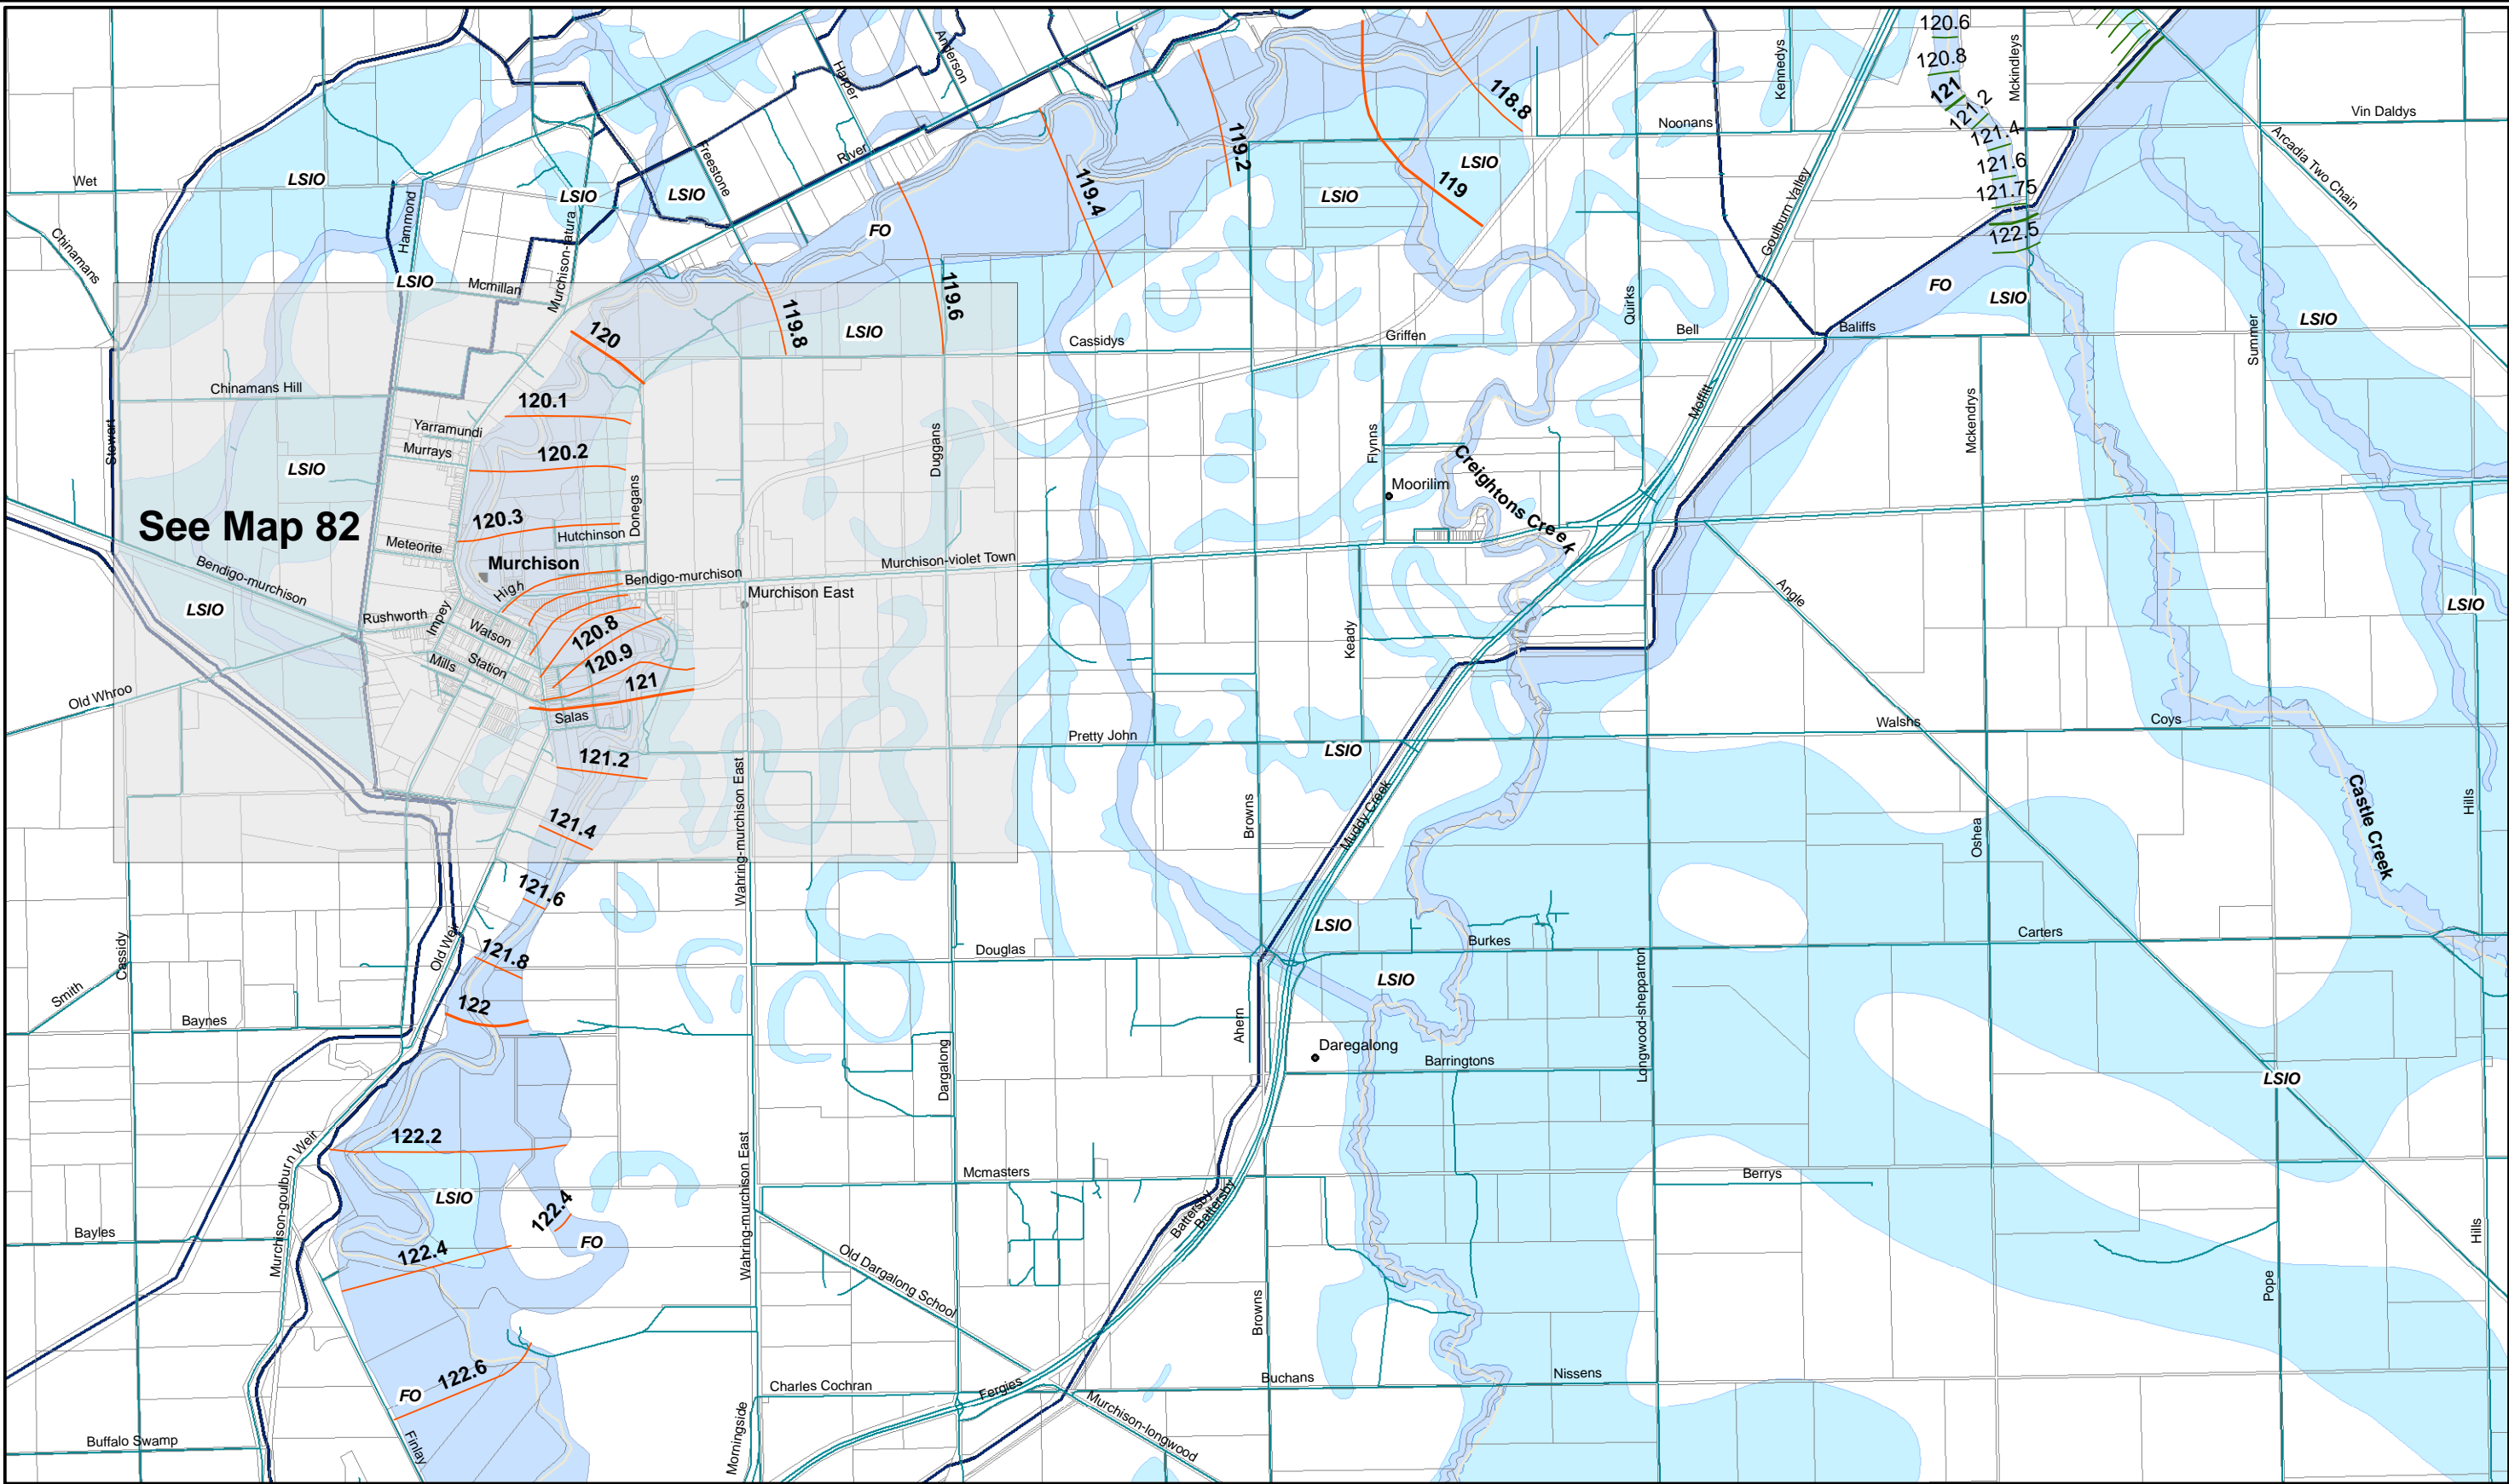 120.6
Anderson
Kennedys
Mckindleys
120.8
Harper
118.8
121
121.2
Vin Daldys
Noonans
121.4
119.2
River
Freestone
LSIO
121.6
Arcadia Two Chain
Wet
LSIO
LSIO
LSIO
LSIO
119
119.4
121.75
Hammond
Murchison-tatura
FO
Goulburn Valley
122.5
Chinamans
LSIO
Mcmillan
119.6
Quirks
FO
LSIO
119.8
LSIO
LSIO
120
Cassidys
Griffen
Bell
Baliffs
Summer
Chinamans Hill
120.1
Moffitt
Mckendrys
Stewart
Yarramundi
Murrays
120.2
Duggans
Flynns
LSIO
Donegans
Moorilim
Creightons Creek
See Map 82
120.3
Hutchinson
Meteorite
Murchison
Murchison-violet Town
Bendigo-murchison
High
Bendigo-murchison
Murchison East
Angle
LSIO
LSIO
Rushworth
Impey
Watson
120.8
Keady
Mills
Station
120.9
Old Whroo
121
Salas
Pretty John
LSIO
Walshs
Coys
121.2
Wahring-murchison East
Browns
Muddy Creek
Oshea
Castle Creek
Hills
121.4
121.6
LSIO
Old Weir
121.8
Cassidy
Douglas
Burkes
Carters
Smith
LSIO
Longwood-shepparton
122
Baynes
Ahern
Daregalong
Dargalong
Barringtons
LSIO
122.2
Murchison-goulburn Weir
Wahring-murchison East
Mcmasters
Berrys
LSIO
122.4
Battersby
Battersby
Bayles
122.4
FO
Hills
Old Dargalong School
Browns
Pope
122.6
FO
Charles Cochran
Fergies
Buchans
Nissens
Buffalo Swamp
Finlay
Morningside
Murchison-longwood